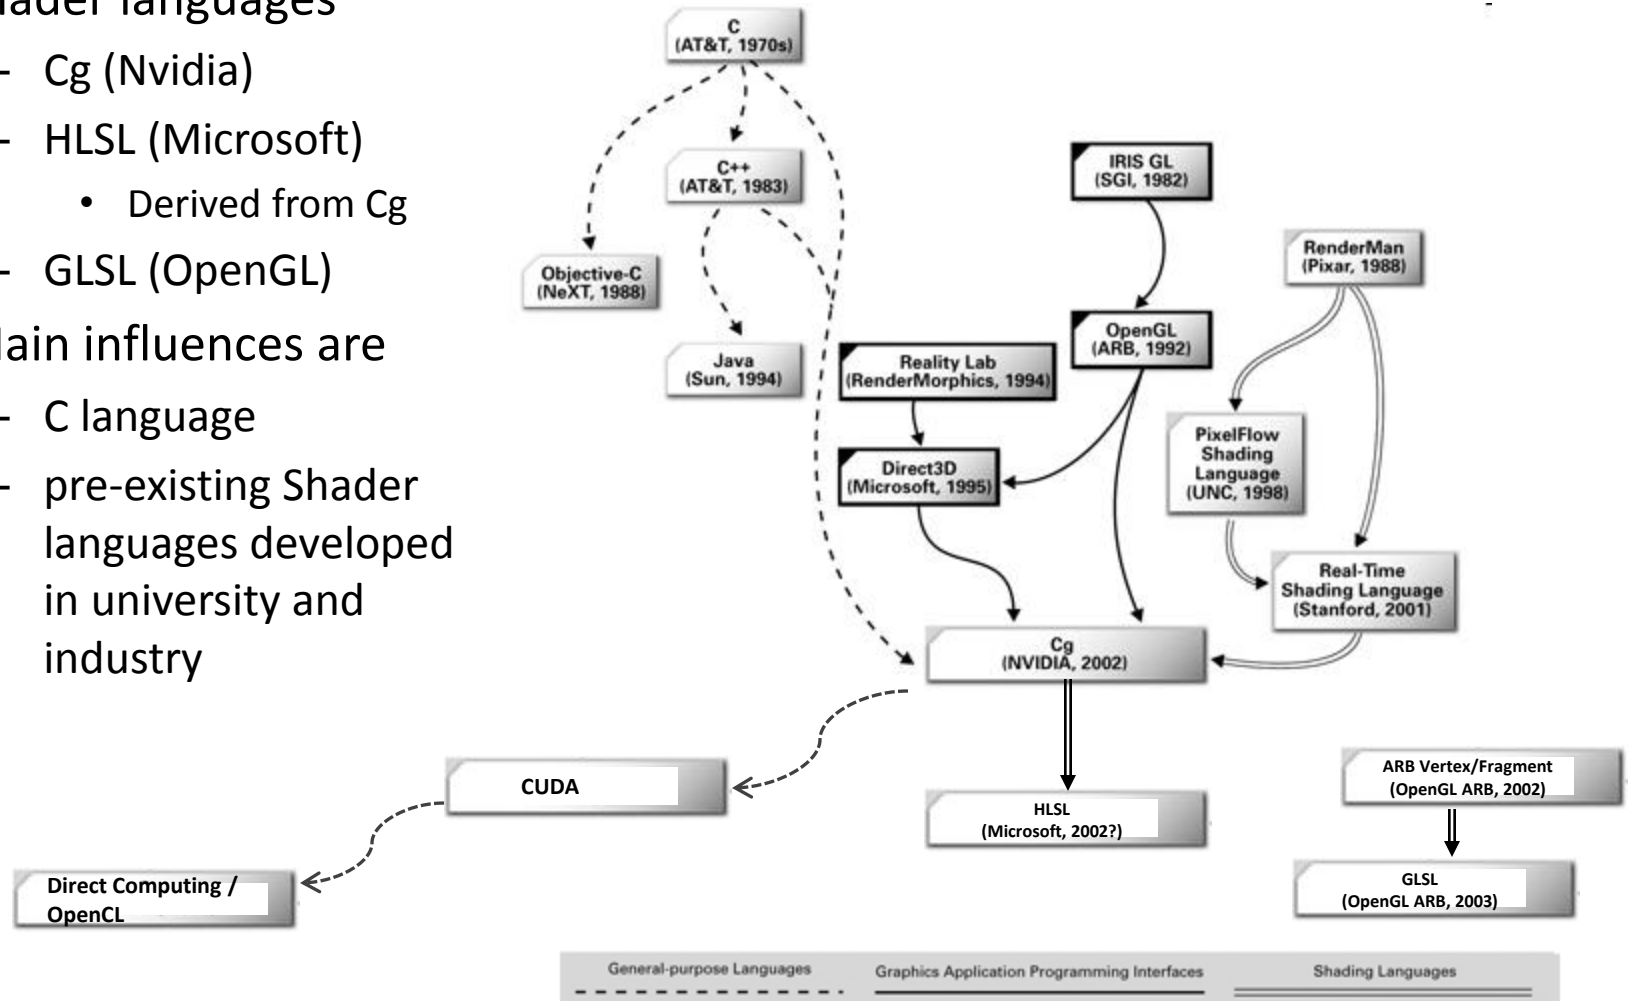 ader languages
- Cg (Nvidia)
- HLSL (Microsoft)
• Derived from Cg
- GLSL (OpenGL)
ain influences are
- C language
- pre-existing Shader
languages developed
in university and
industry
C
(AT&T, 1970s)
C++
(AT&T, 1983)
Objective-C
(NeXT, 1988)
Java
(Sun, 1994)
IRIS GL
(SGI, 1982)
RenderMan
(Pixar, 1988)
OpenGL
(ARB, 1992)
Reality Lab
(RenderMorphics, 1994)
Direct3D
(Microsoft, 1995)
PixelFlow
Shading
Language
(UNC, 1998)
Real-Time
Shading Language
(Stanford, 2001)
Cg
(NVIDIA, 2002)
CUDA
HLSL
(Microsoft, 2002?)
ARB Vertex/Fragment
(OpenGL ARB, 2002)
Direct Computing /
OpenCL
GLSL
(OpenGL ARB, 2003)
General-purpose Languages
Graphics Application Programming Interfaces
Shading Languages